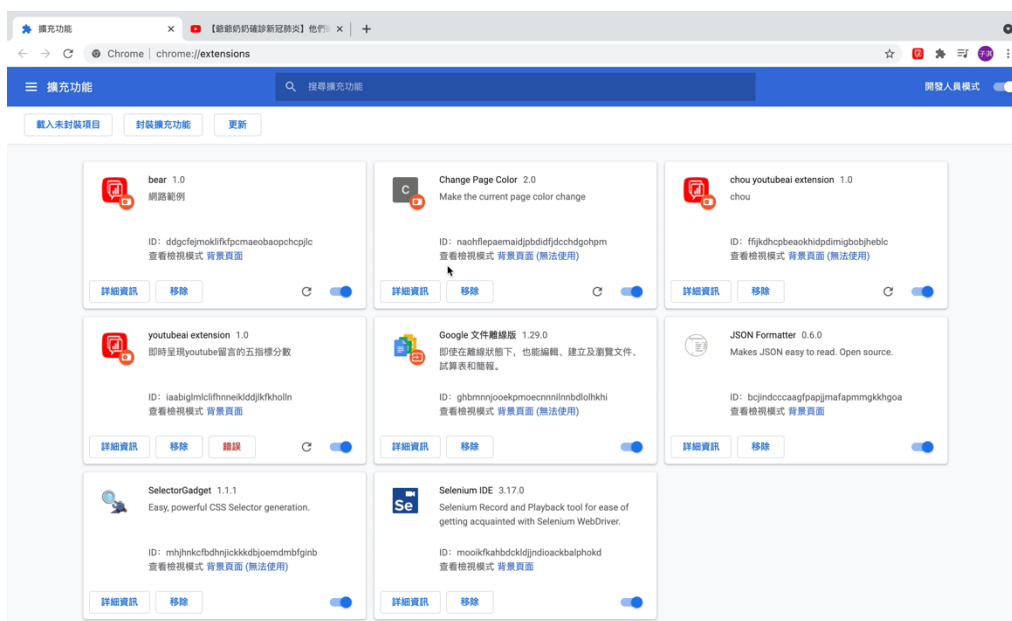 擴充功能
【爺爺奶奶確診新冠肺炎】他們
Chrome | chrome://extensions
子淇
擴充功能
搜尋擴充功能
開發人員模式
載入未封裝項目
封裝擴充功能
更新
bear 1.0
網路範例
ID：ddgcfejmoklifkfpcmaeobaopchcpjlc
查看檢視模式 背景頁面
詳細資訊
移除
C
Change Page Color 2.0
Make the current page color change
ID：naohflepaemaidjpbdidfjdcchdgohpm
查看檢視模式 背景頁面 (無法使用)
詳細資訊
移除
chou youtubeai extension 1.0
chou
ID：ffijkdhcpbeaokhidpdimigbobjheblc
查看檢視模式 背景頁面 (無法使用)
詳細資訊
移除
youtubeai extension 1.0
即時呈現youtube留言的五指標分數
ID：iaabiglmlclifhnneiklddjlkfkholln
查看檢視模式 背景頁面
詳細資訊
移除
錯誤
Google 文件離線版 1.29.0
即使在離線狀態下，也能編輯、建立及瀏覽文件、
試算表和簡報。
ID：ghbmnnjooekpmoecnnnilnnbdlolhkhi
查看檢視模式 背景頁面 (無法使用)
詳細資訊
移除
JSON Formatter 0.6.0
Makes JSON easy to read. Open source.
ID：bcjindcccaagfpapjjmafapmmgkkhgoa
查看檢視模式 背景頁面
詳細資訊
移除
SelectorGadget 1.1.1
Easy, powerful CSS Selector generation.
ID：mhjhnkcfbdhnjickkkdbjoemdmbfginb
查看檢視模式 背景頁面 (無法使用)
詳細資訊
移除
Se
Selenium IDE 3.17.0
Selenium Record and Playback tool for ease of
getting acquainted with Selenium WebDriver.
ID：mooikfkahbdckldjjndioackbalphokd
查看檢視模式 背景頁面
詳細資訊
移除